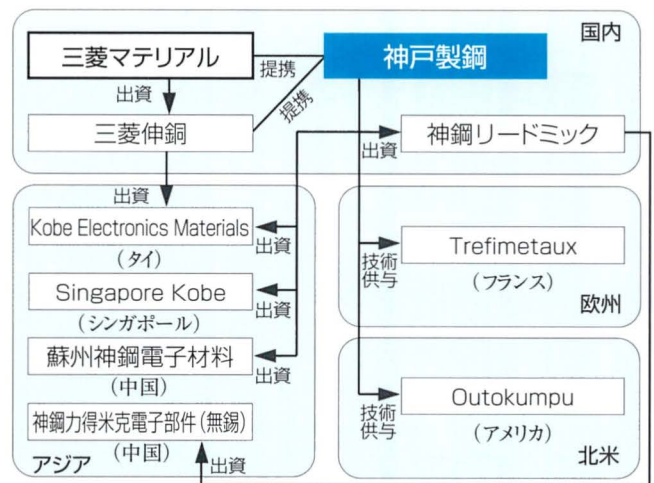 国内
三菱マテリアル
提携
神戸製鋼
出資
提携
三菱伸銅
出資
神鋼リードミック
出資
Kobe Electronics Materials
(タイ)
出資
Singapore Kobe
(シンガポール)
出資
蘇州神鋼電子材料
(中国)
出資
神鋼力得米克電子部件(無錫)
(中国)
出資
アジア
技術
供与
Trefimetaux
(フランス)
欧州
技術
供与
Outokumpu
(アメリカ)
北米